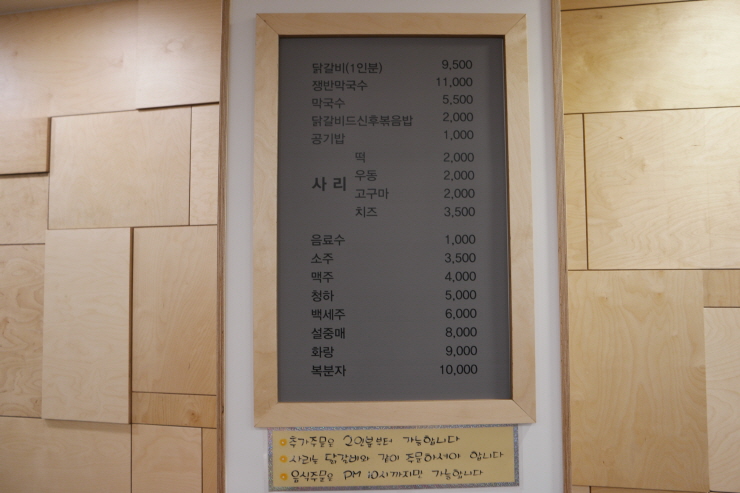 닭갈비(1인분) 9,500
쟁반막국수 11,000
막국수 5,500
닭갈비드신후볶음밥 2,000
공기밥 1,000
사리
떡 2,000
우동 2,000
고구마 2,000
치즈 3,500
음료수 1,000
소주 3,500
맥주 4,000
청하 5,000
백세주 6,000
설중매 8,000
화랑 9,000
복분자 10,000
추가주문은 2인분부터 가능합니다
사리는 닭갈비와 같이 주문하셔야 합니다
음식주문은 PM 10시까지만 가능합니다